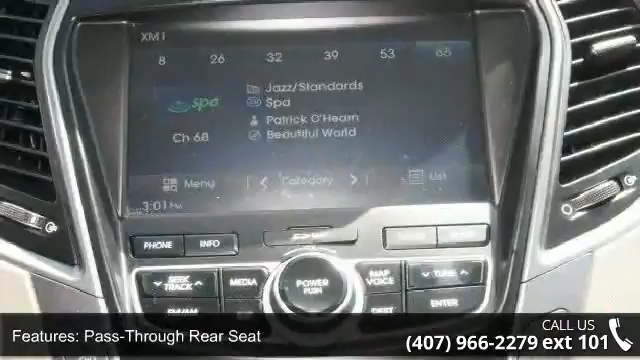 XM1
8 26 32 39 53 65
Jazz/Standards
spa Spa
Patrick O'Hearn
Ch 68 Beautiful World
Menu < Category > List
3:01 PM
PHONE INFO
SEEK TRACK MEDIA POWER PUSH MAP VOICE TUNE
ENTER
Features: Pass-Through Rear Seat
CALL US
(407) 966-2279 ext 101